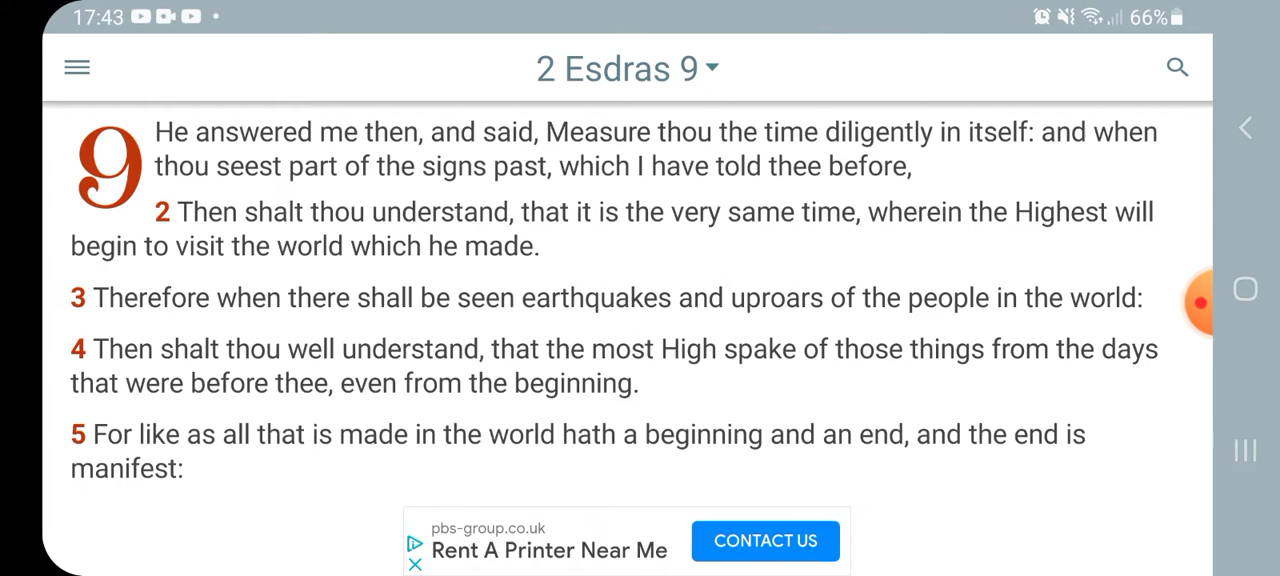 17:43
66%
2 Esdras 9
9 He answered me then, and said, Measure thou the time diligently in itself: and when
thou seest part of the signs past, which I have told thee before,
2 Then shalt thou understand, that it is the very same time, wherein the Highest will
begin to visit the world which he made.
3 Therefore when there shall be seen earthquakes and uproars of the people in the world:
4 Then shalt thou well understand, that the most High spake of those things from the days
that were before thee, even from the beginning.
5 For like as all that is made in the world hath a beginning and an end, and the end is
manifest:
pbs-group.co.uk
Rent A Printer Near Me
CONTACT US